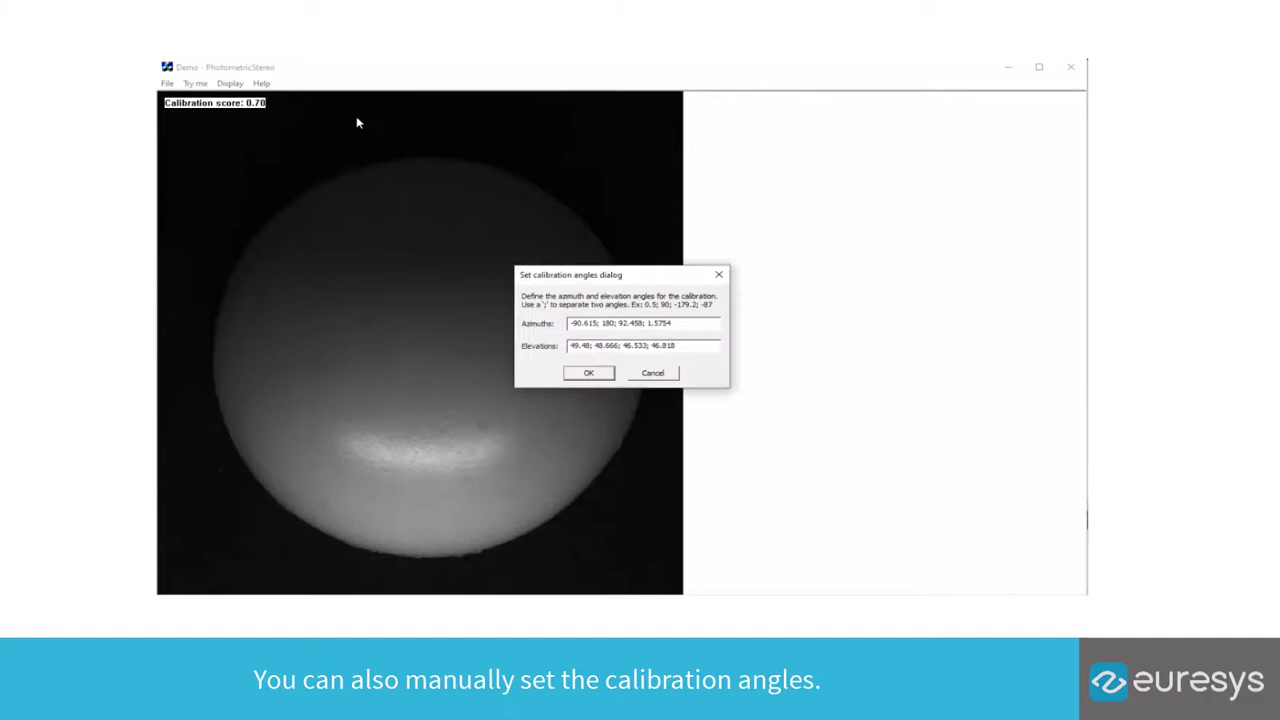 Demo - PhotometricStereo
File Try me Display Help
Calibration score: 0.70
Set calibration angles dialog
Define the azimuth and elevation angles for the calibration.
Use a ';' to separate two angles. Ex: 0.5; 90; -179.2; -87
Azimuths: -90.615; 180; 92.458; 1.5754
Elevations: 49.48; 48.666; 46.533; 46.818
OK Cancel
You can also manually set the calibration angles.
euresys